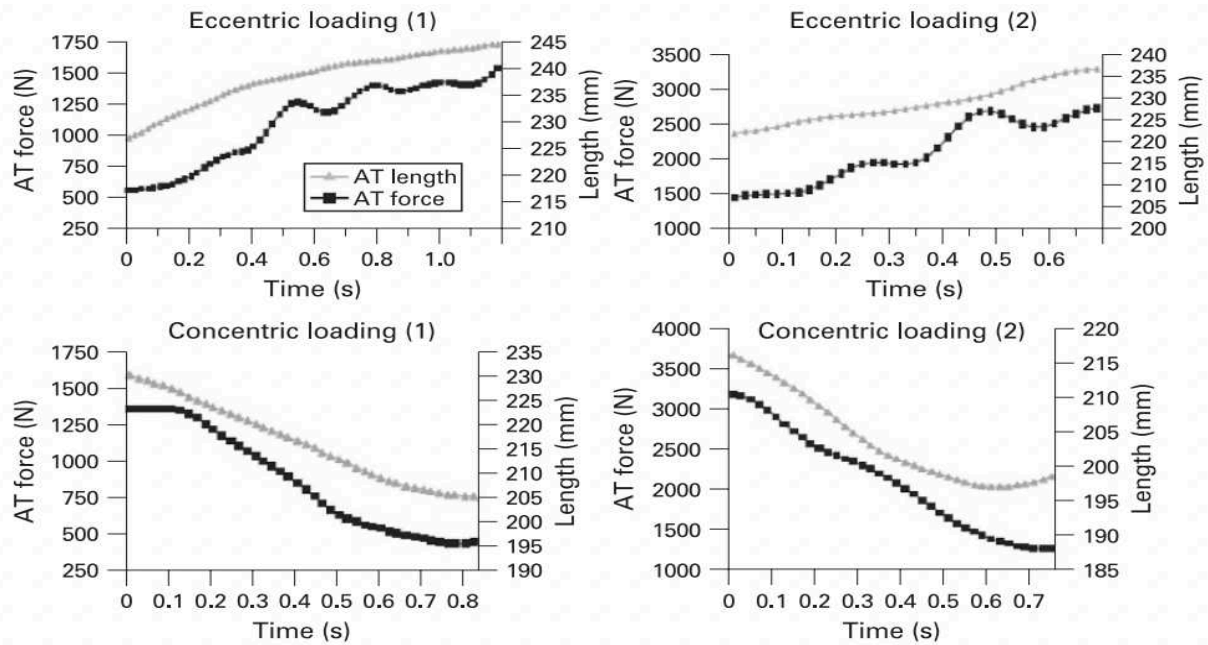 Eccentric loading (1)
1750
1500
1250
1000
750
500
250
AT force (N)
245
240
235
230
225
220
215
210
Length (mm)
AT length
AT force
0 0.2 0.4 0.6 0.8 1.0
Time (s)
Eccentric loading (2)
3500
3000
2500
2000
1500
1000
AT force (N)
240
235
230
225
220
215
210
205
200
Length (mm)
0 0.1 0.2 0.3 0.4 0.5 0.6
Time (s)
Concentric loading (1)
1750
1500
1250
1000
750
500
250
AT force (N)
235
230
225
220
215
210
205
200
195
190
Length (mm)
0 0.1 0.2 0.3 0.4 0.5 0.6 0.7 0.8
Time (s)
Concentric loading (2)
4000
3500
3000
2500
2000
1500
1000
AT force (N)
220
215
210
205
200
195
190
185
Length (mm)
0 0.1 0.2 0.3 0.4 0.5 0.6 0.7
Time (s)